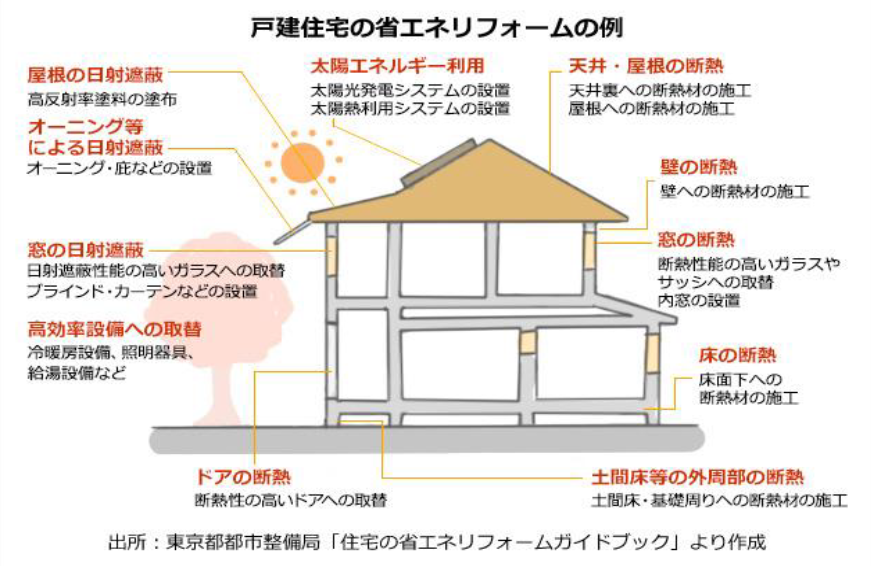 戸建住宅の省エネリフォームの例
屋根の日射遮蔽
高反射率塗料の塗布
オーニング等
による日射遮蔽
オーニング・庇などの設置
窓の日射遮蔽
日射遮蔽性能の高いガラスへの取替
ブラインド・カーテンなどの設置
高効率設備への取替
冷暖房設備、照明器具、
給湯設備など
太陽エネルギー利用
太陽光発電システムの設置
太陽熱利用システムの設置
天井・屋根の断熱
天井裏への断熱材の施工
屋根への断熱材の施工
壁の断熱
壁への断熱材の施工
窓の断熱
断熱性能の高いガラスや
サッシへの取替
内窓の設置
床の断熱
床面下への
断熱材の施工
ドアの断熱
断熱性の高いドアへの取替
土間床等の外周部の断熱
土間床・基礎周りへの断熱材の施工
出所：東京都都市整備局「住宅の省エネリフォームガイドブック」より作成